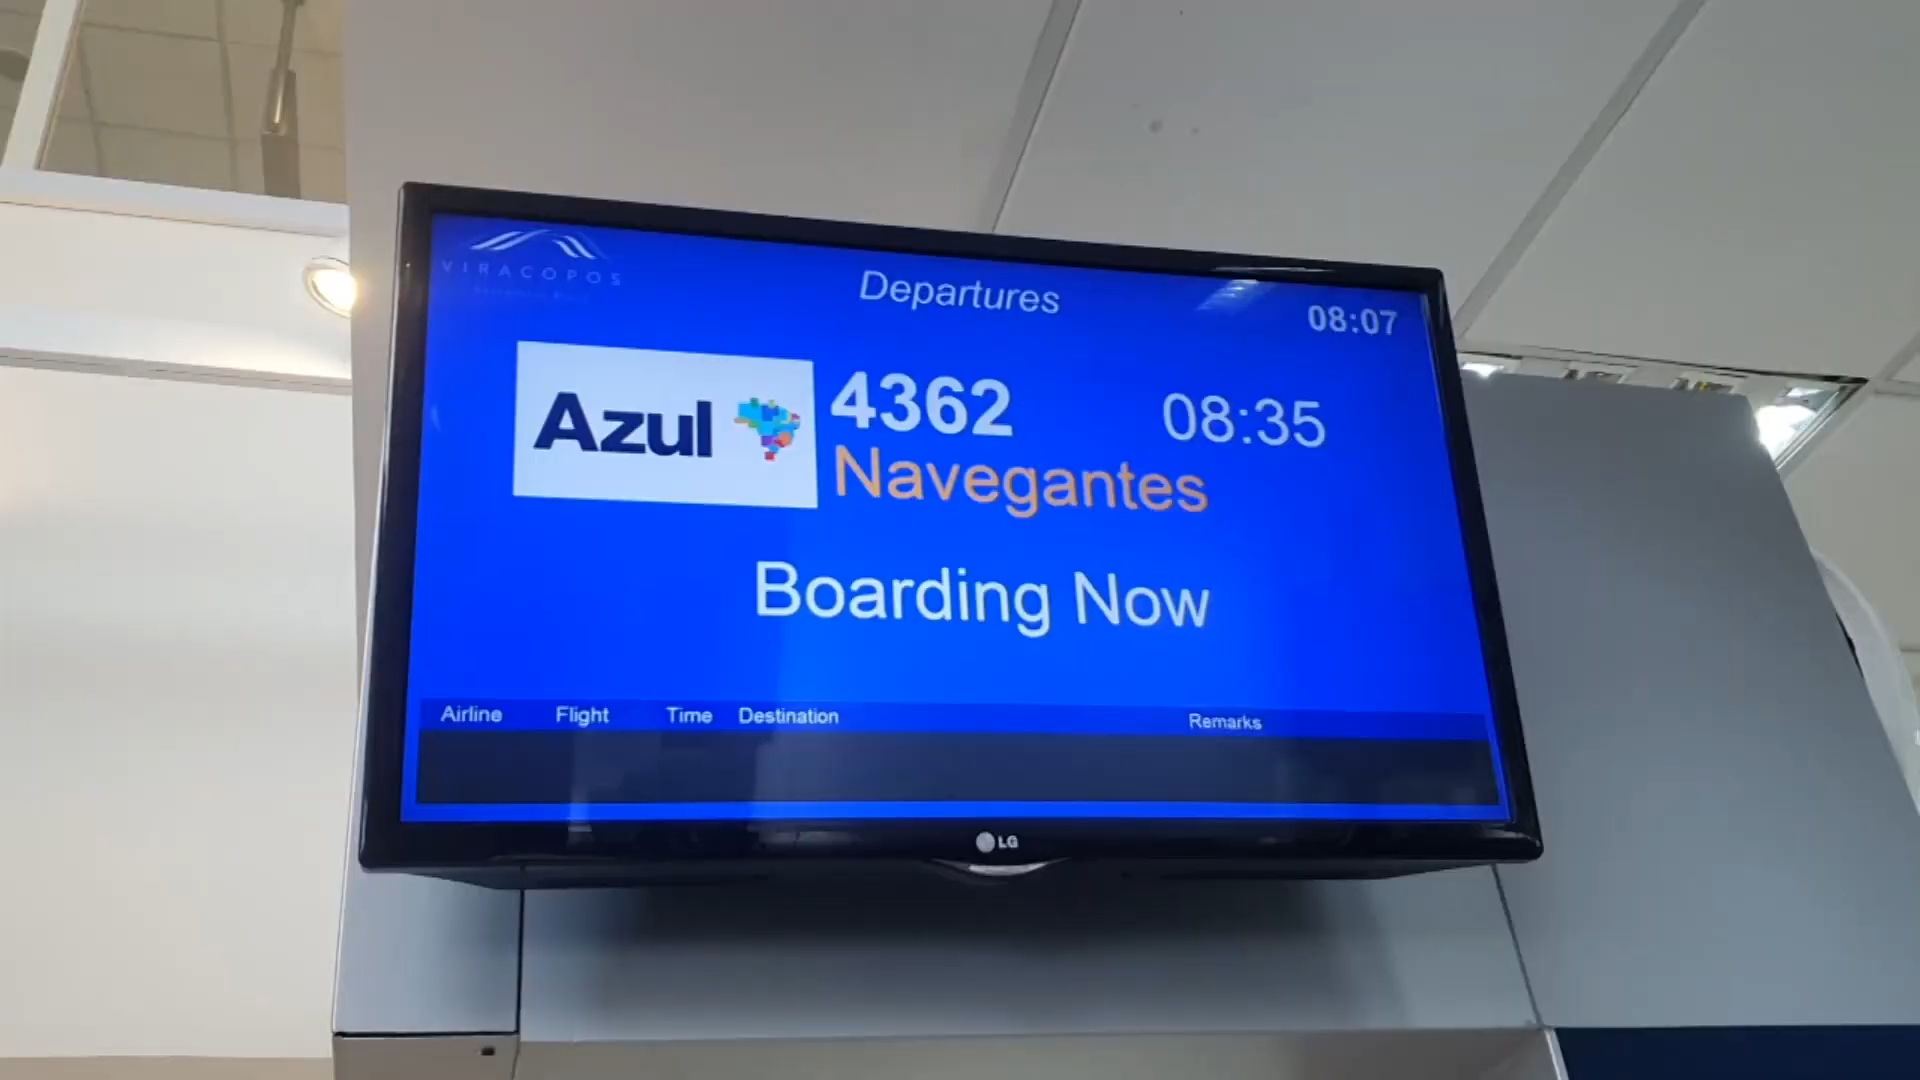 VIRACOPOS
Departures
08:07
Azul
4362
08:35
Navegantes
Boarding Now
Airline Flight Time Destination Remarks
LG